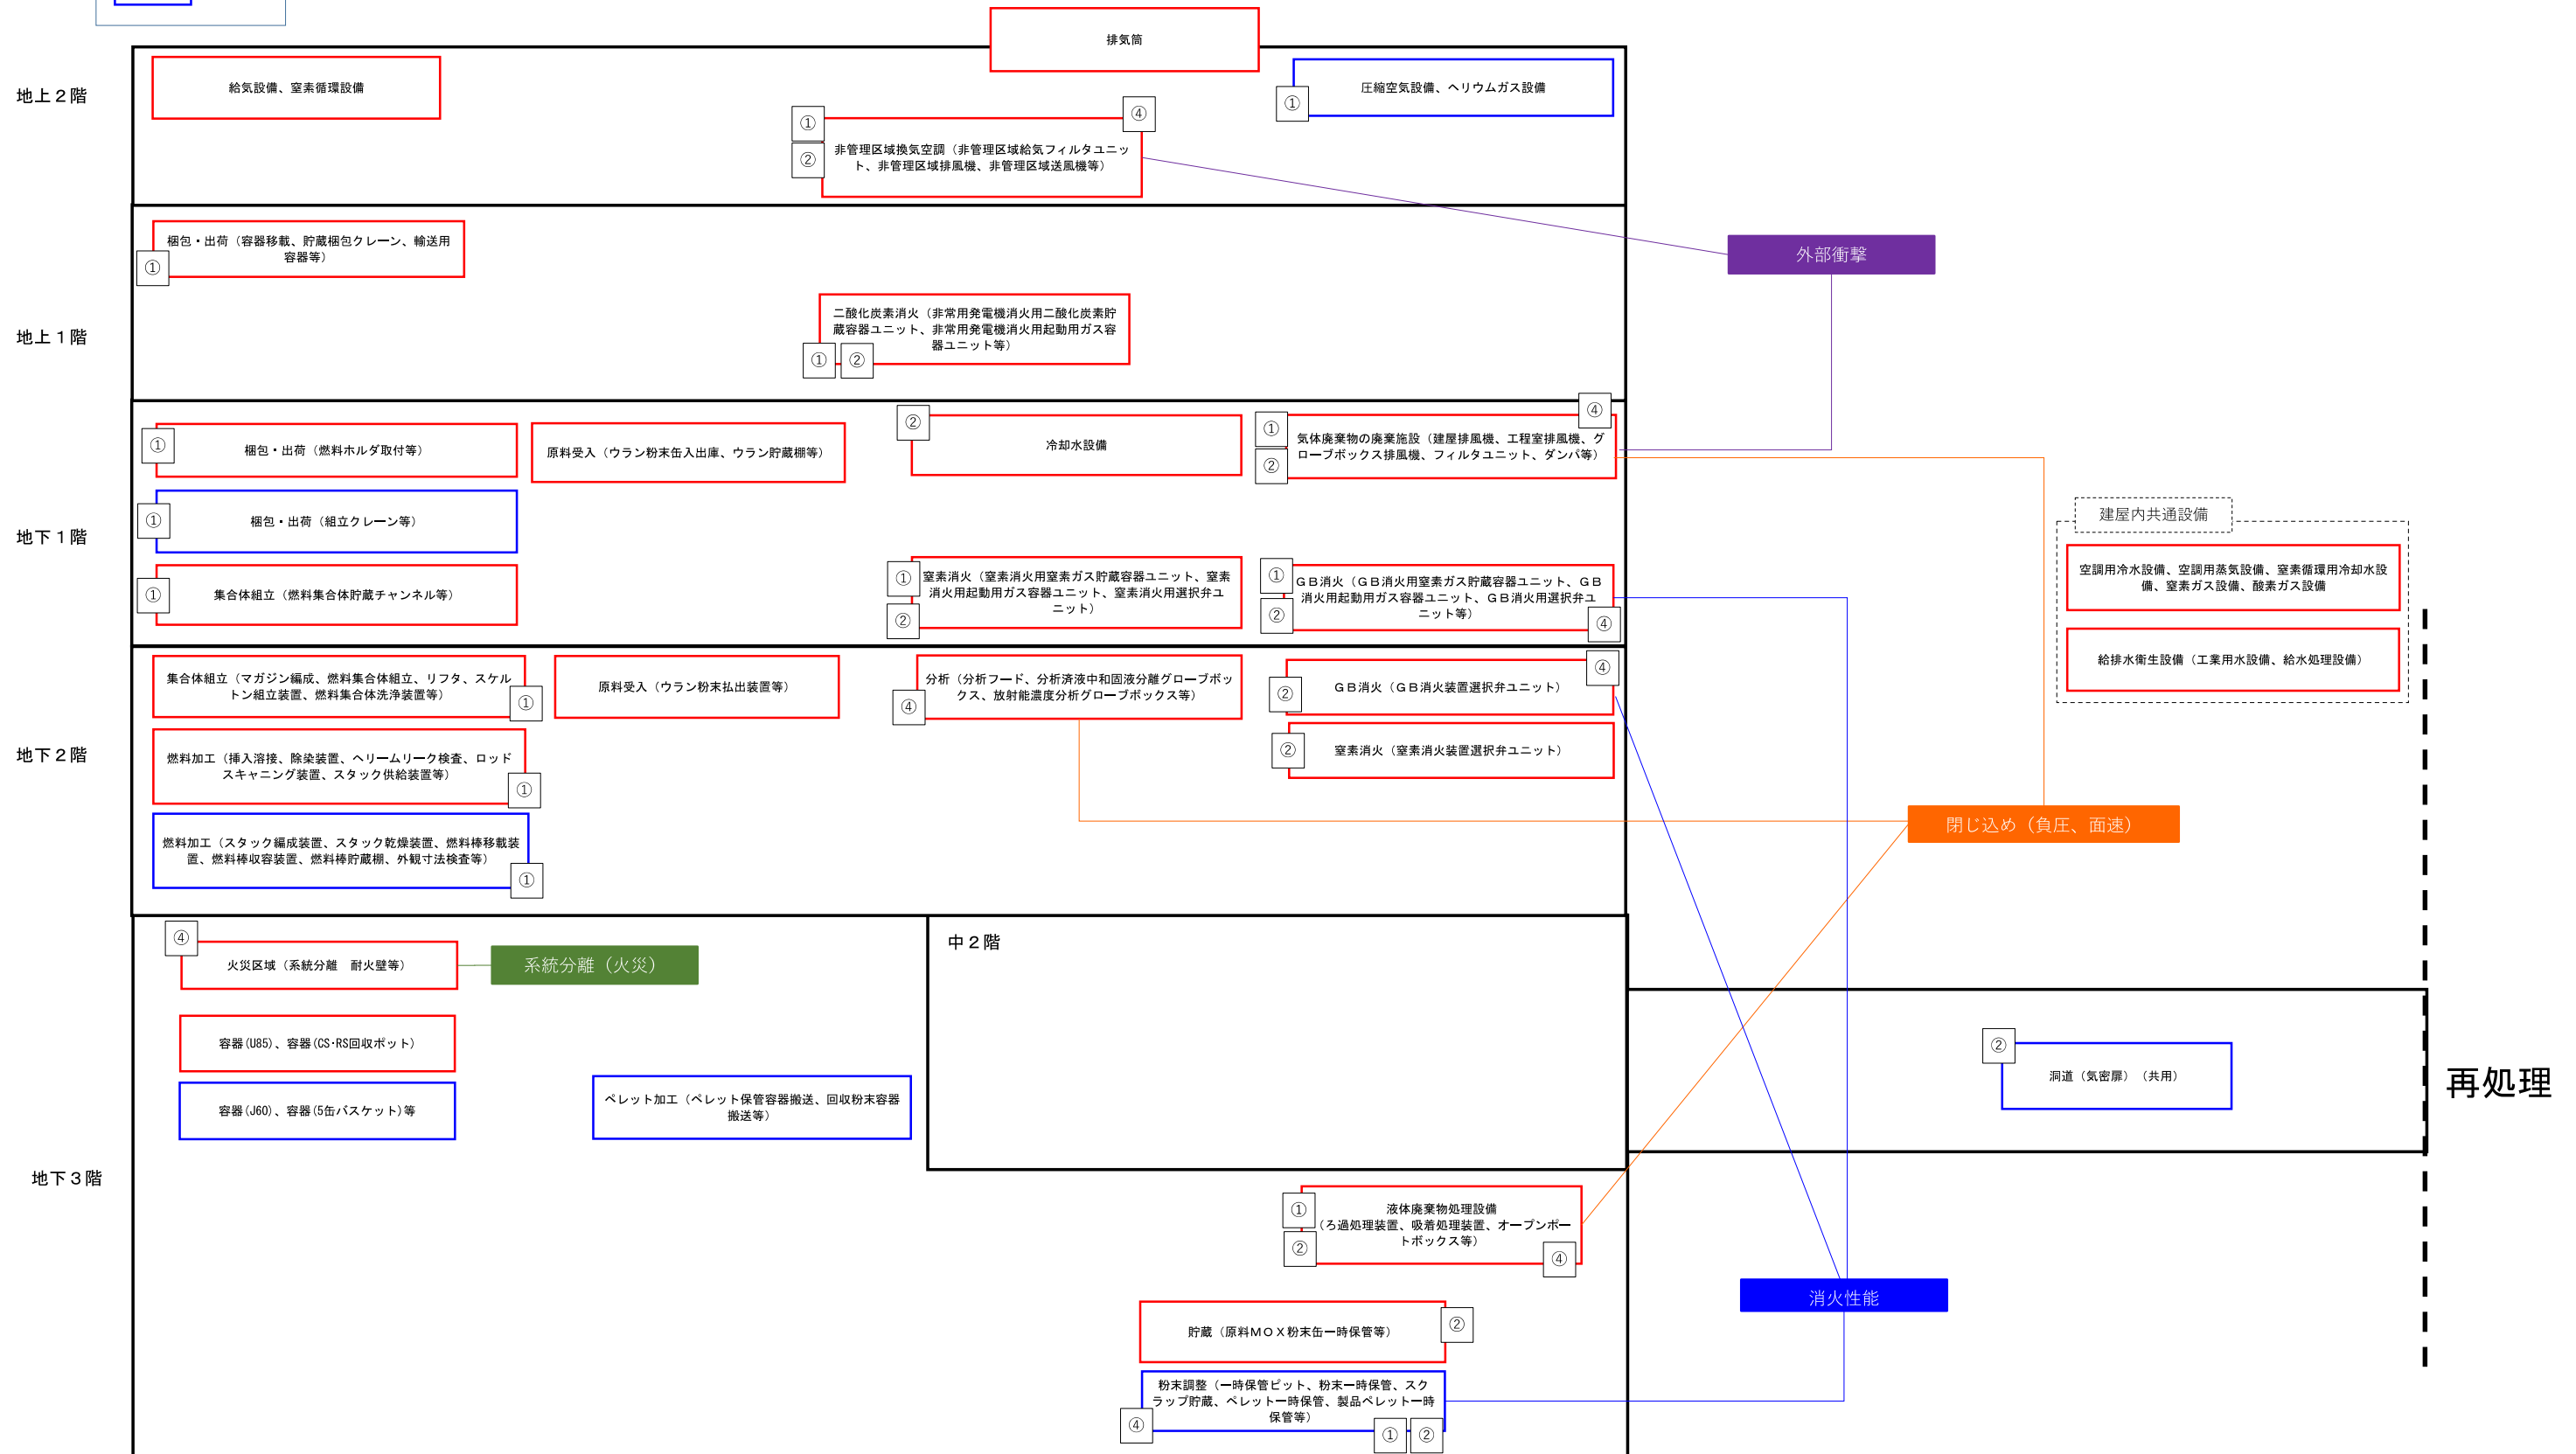 排気筒
地上２階
給気設備、窒素循環設備
圧縮空気設備、ヘリウムガス設備
①
①
②
④
非管理区域換気空調（非管理区域給気フィルタユニッ
ト、非管理区域排風機、非管理区域送風機等）
外部衝撃
地上１階
梱包・出荷（容器移載、貯蔵梱包クレーン、輸送用
容器等）
①
二酸化炭素消火（非常用発電機消火用二酸化炭素貯
蔵容器ユニット、非常用発電機消火用起動用ガス容
器ユニット等）
①
②
地下１階
①
梱包・出荷（燃料ホルダ取付等）
原料受入（ウラン粉末缶入出庫、ウラン貯蔵棚等）
②
冷却水設備
①
②
④
気体廃棄物の廃棄施設（建屋排風機、工程室排風機、グ
ローブボックス排風機、フィルタユニット、ダンパ等）
①
梱包・出荷（組立クレーン等）
①
集合体組立（燃料集合体貯蔵チャンネル等）
①
②
窒素消火（窒素消火用窒素ガス貯蔵容器ユニット、窒素
消火用起動用ガス容器ユニット、窒素消火用選択弁ユ
ニット）
①
②
ＧＢ消火（ＧＢ消火用窒素ガス貯蔵容器ユニット、ＧＢ
消火用起動用ガス容器ユニット、ＧＢ消火用選択弁ユ
ニット等）
④
建屋内共通設備
空調用冷水設備、空調用蒸気設備、窒素循環用冷却水設
備、窒素ガス設備、酸素ガス設備
給排水衛生設備（工業用水設備、給水処理設備）
地下２階
集合体組立（マガジン編成、燃料集合体組立、リフタ、スケル
トン組立装置、燃料集合体洗浄装置等）
①
原料受入（ウラン粉末払出装置等）
分析（分析フード、分析済液中和固液分離グローブボッ
クス、放射能濃度分析グローブボックス等）
④
②
ＧＢ消火（ＧＢ消火装置選択弁ユニット）
④
②
窒素消火（窒素消火装置選択弁ユニット）
燃料加工（挿入溶接、除染装置、ヘリームリーク検査、ロッド
スキャニング装置、スタック供給装置等）
①
燃料加工（スタック編成装置、スタック乾燥装置、燃料棒移載装
置、燃料棒収容装置、燃料棒貯蔵棚、外観寸法検査等）
①
閉じ込め（負圧、面速）
地下３階
④
火災区域（系統分離　耐火壁等）
系統分離（火災）
中２階
容器(U85)、容器(CS・RS回収ポット)
容器(J60)、容器(5缶バスケット)等
ペレット加工（ペレット保管容器搬送、回収粉末容器
搬送等）
②
洞道（気密扉）（共用）
再処理
①
②
液体廃棄物処理設備
（ろ過処理装置、吸着処理装置、オープンポー
トボックス等）
④
消火性能
貯蔵（原料ＭＯＸ粉末缶一時保管等）
②
粉末調整（一時保管ピット、粉末一時保管、スク
ラップ貯蔵、ペレット一時保管、製品ペレット一時
保管等）
④
①
②